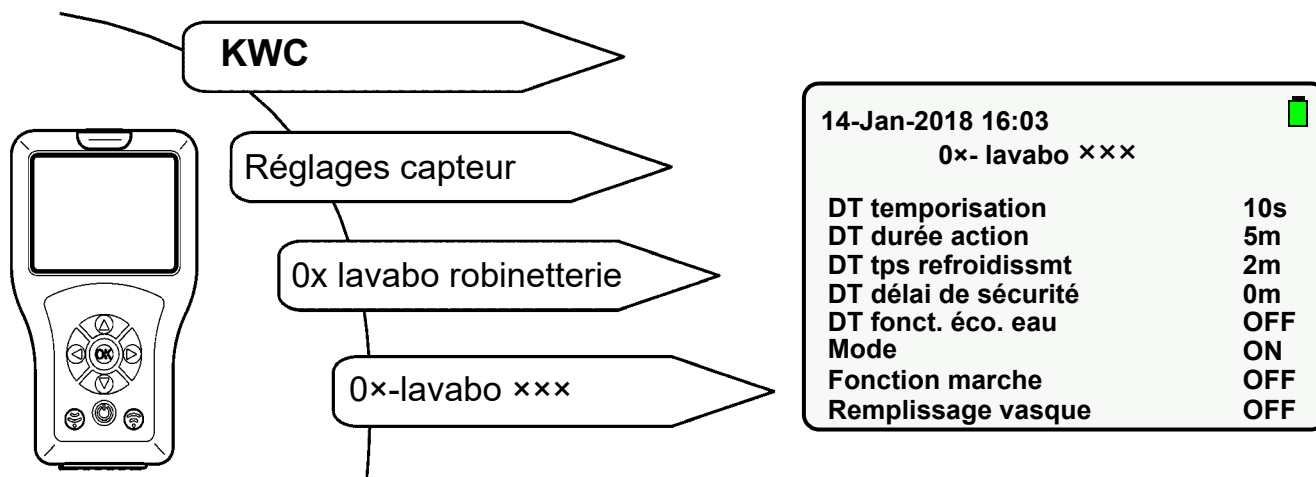 KWC
Réglages capteur
0x lavabo robinetterie
0×-lavabo ×××
OK
14-Jan-2018 16:03
0×- lavabo ×××
DT temporisation 10s
DT durée action 5m
DT tps refroidissmt 2m
DT délai de sécurité 0m
DT fonct. éco. eau OFF
Mode ON
Fonction marche OFF
Remplissage vasque OFF